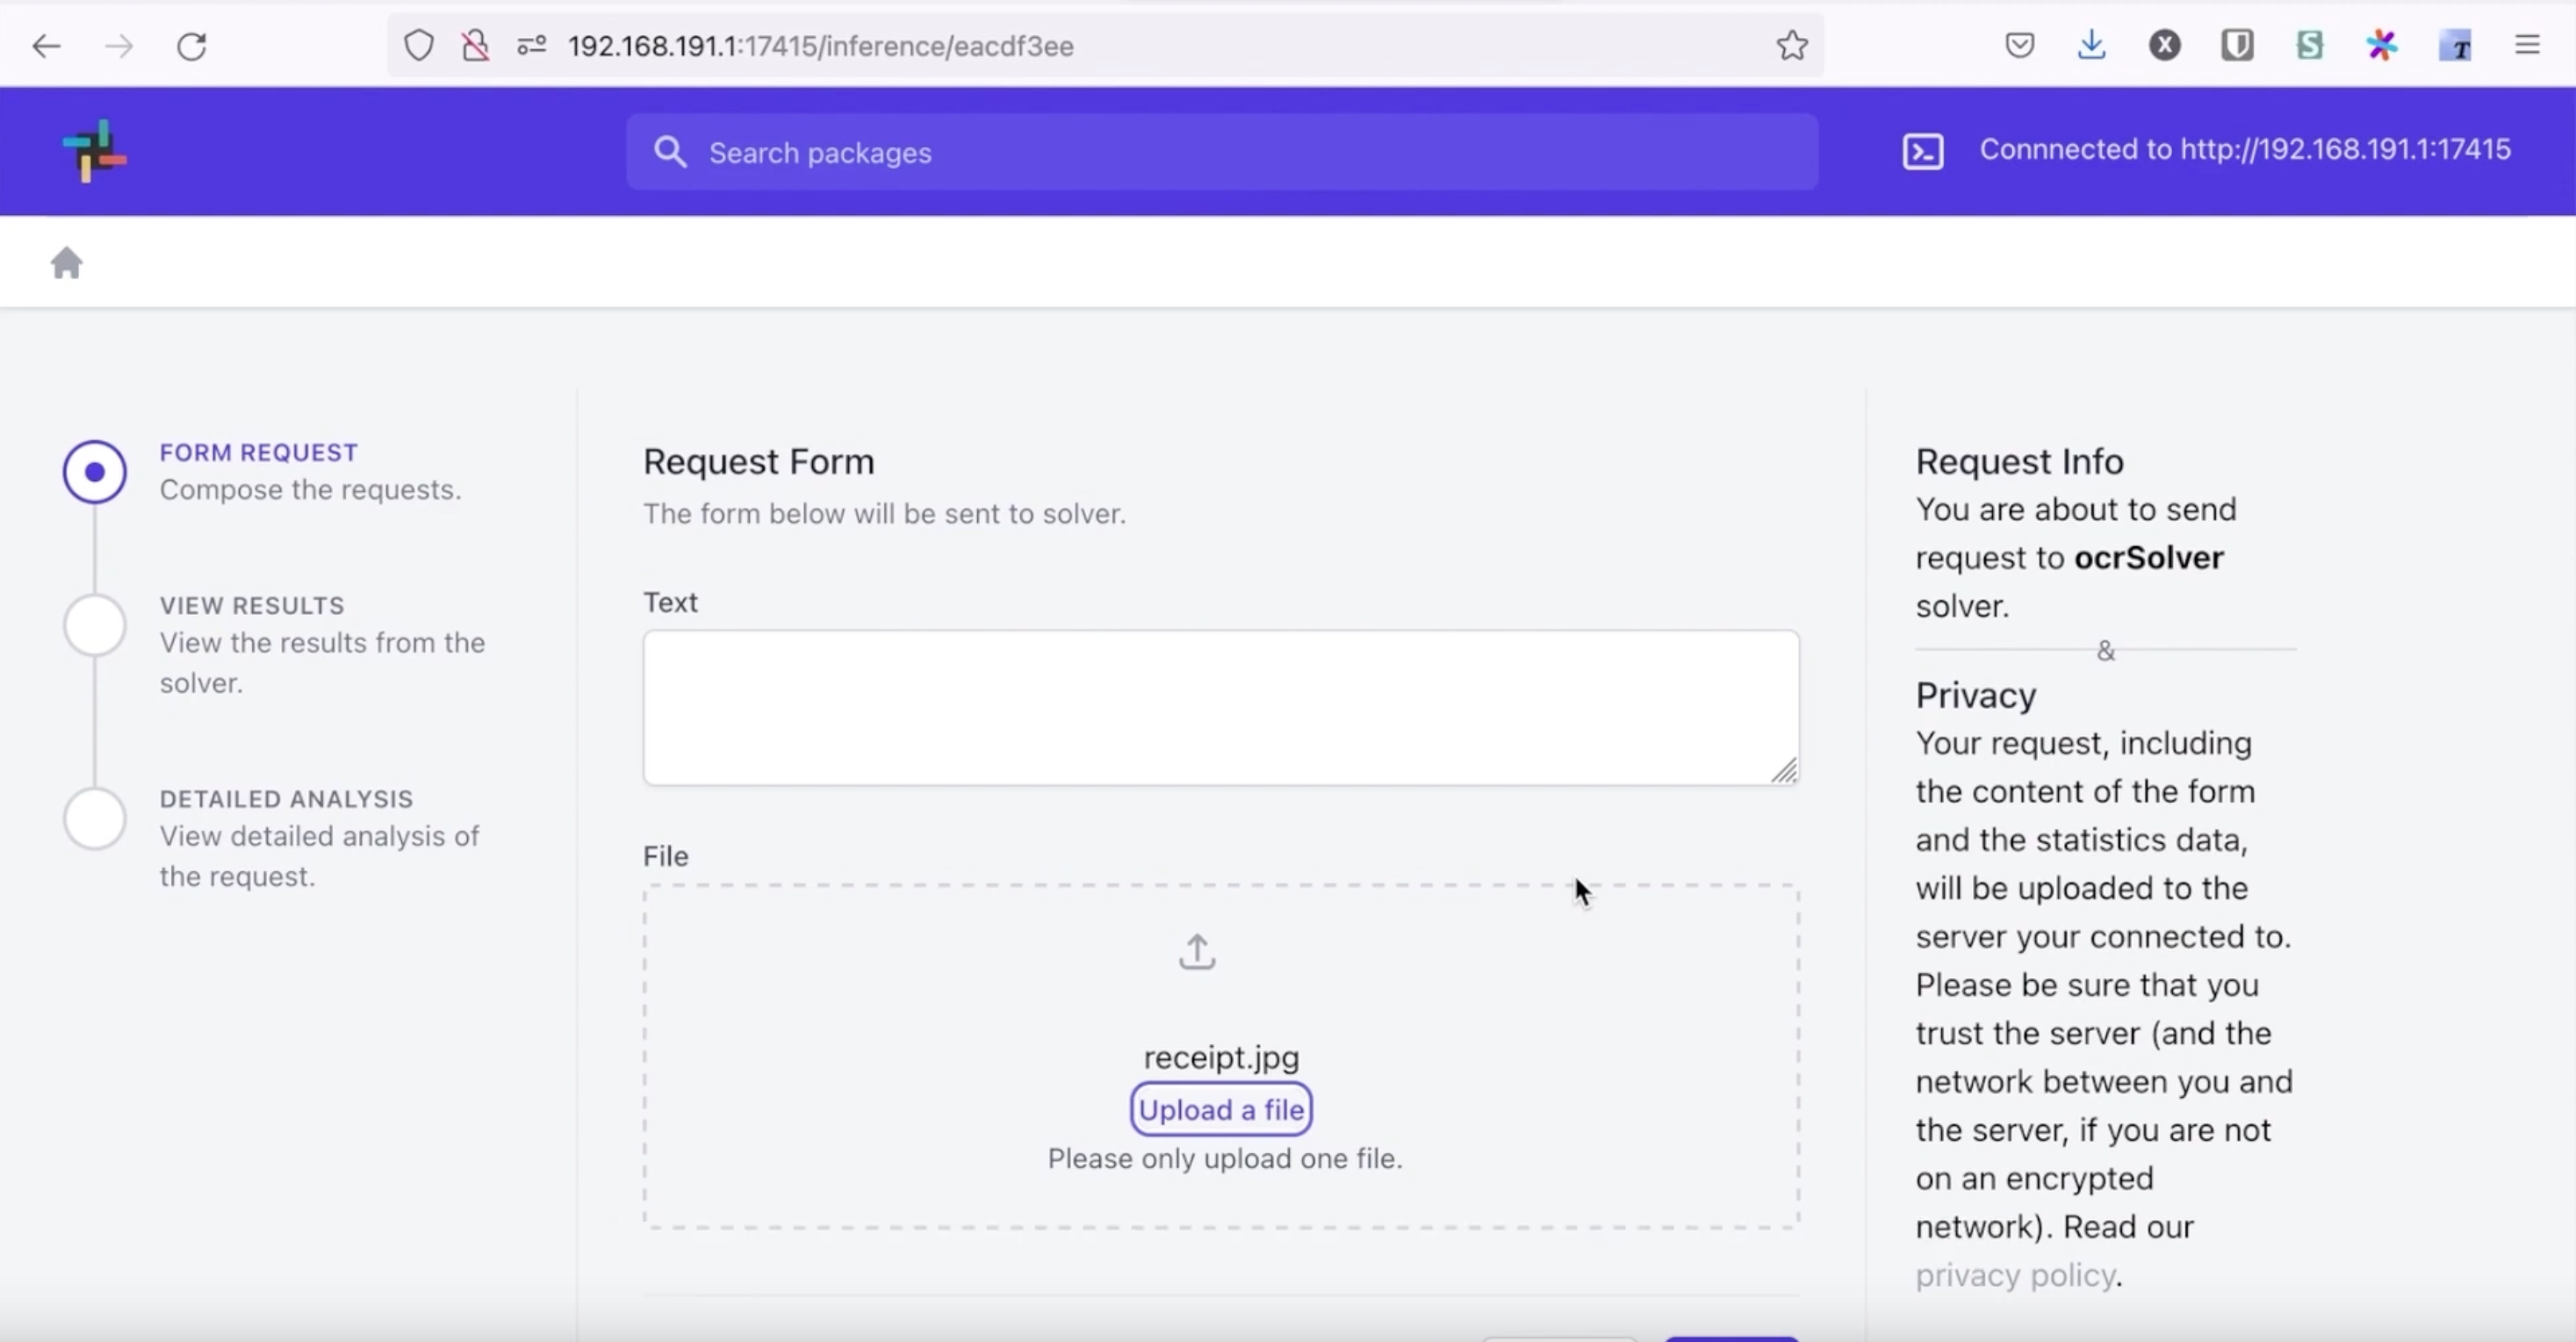 192.168.191.1:17415/inference/eacdf3ee
Search packages
Connnected to http://192.168.191.1:17415
FORM REQUEST
Compose the requests.
VIEW RESULTS
View the results from the
solver.
DETAILED ANALYSIS
View detailed analysis of
the request.
Request Form
The form below will be sent to solver.
Text
File
receipt.jpg
Upload a file
Please only upload one file.
Request Info
You are about to send
request to ocrSolver
solver.
&
Privacy
Your request, including
the content of the form
and the statistics data,
will be uploaded to the
server your connected to.
Please be sure that you
trust the server (and the
network between you and
the server, if you are not
on an encrypted
network). Read our
privacy policy.